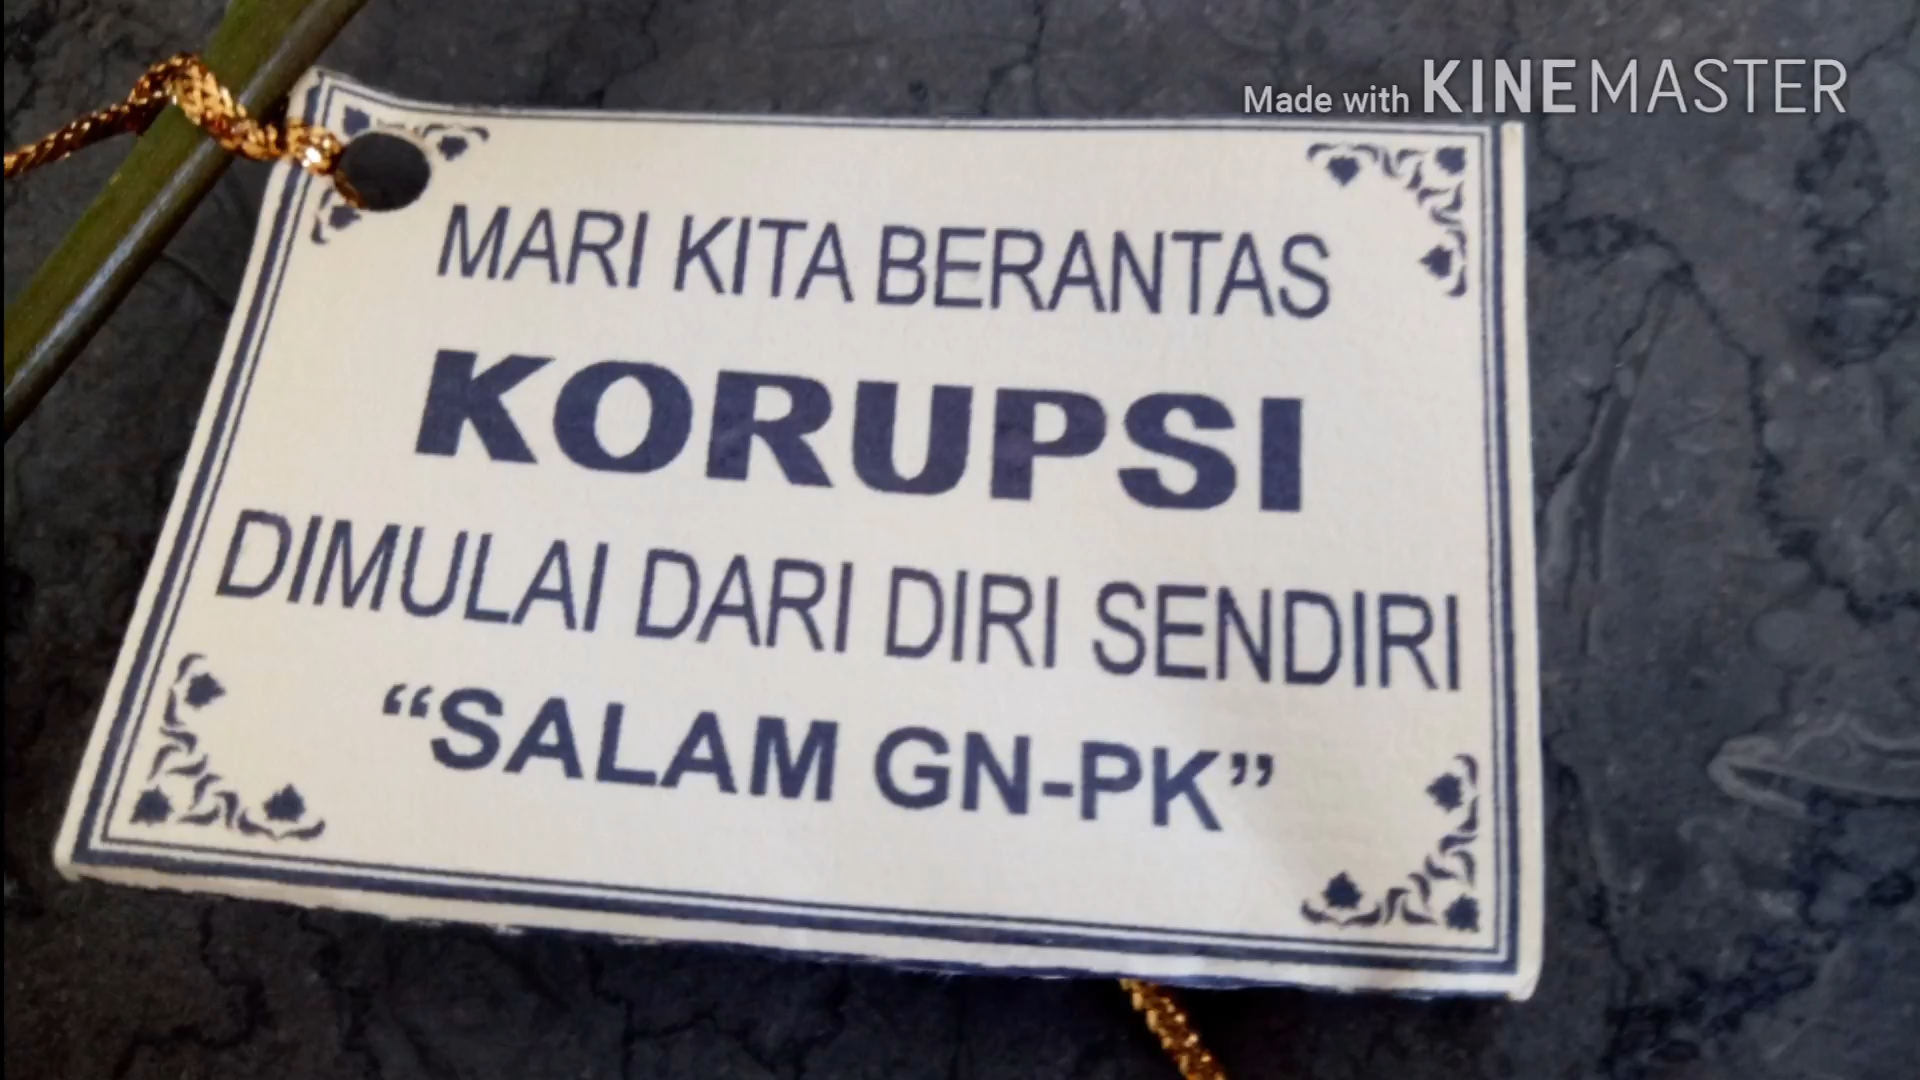 Made with KINEMASTER
MARI KITA BERANTAS
KORUPSI
DIMULAI DARI DIRI SENDIRI
“SALAM GN-PK”